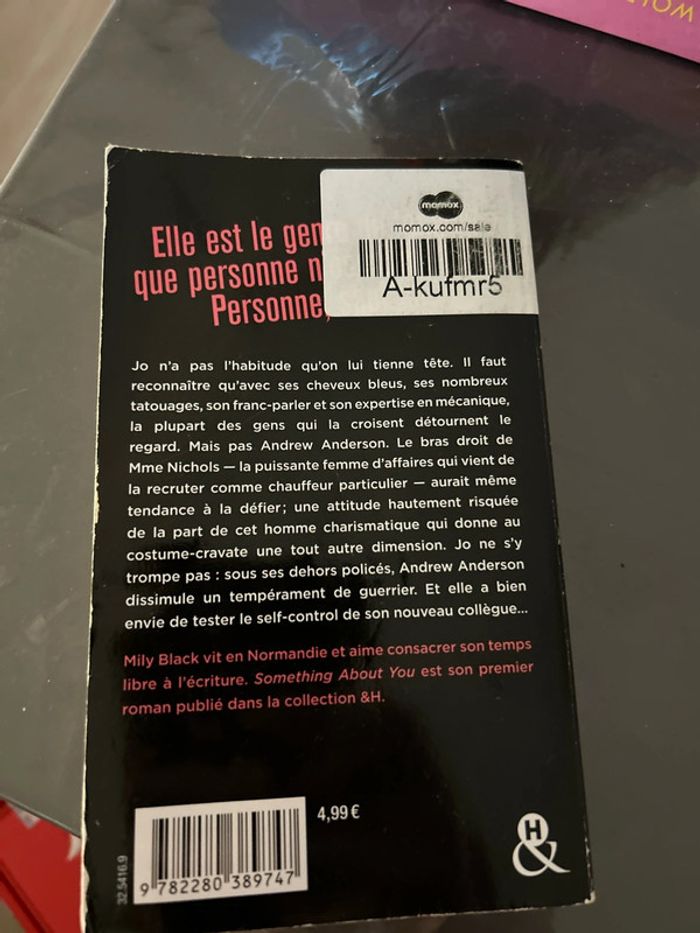 momox
momox.com/sale
A-kufmr5
Elle est le gen
que personne n
Personne,
Jo n'a pas l'habitude qu'on lui tienne tête. Il faut
reconnaître qu'avec ses cheveux bleus, ses nombreux
tatouages, son franc-parler et son expertise en mécanique,
la plupart des gens qui la croisent détournent le
regard. Mais pas Andrew Anderson. Le bras droit de
Mme Nichols — la puissante femme d'affaires qui vient de
la recruter comme chauffeur particulier — aurait même
tendance à la défier; une attitude hautement risquée
de la part de cet homme charismatique qui donne au
costume-cravate une tout autre dimension. Jo ne s'y
trompe pas : sous ses dehors policés, Andrew Anderson
dissimule un tempérament de guerrier. Et elle a bien
envie de tester le self-control de son nouveau collègue...
Mily Black vit en Normandie et aime consacrer son temps
libre à l'écriture. Something About You est son premier
roman publié dans la collection &H.
4,99 €
32.5416.9
9 782280 389747
&H